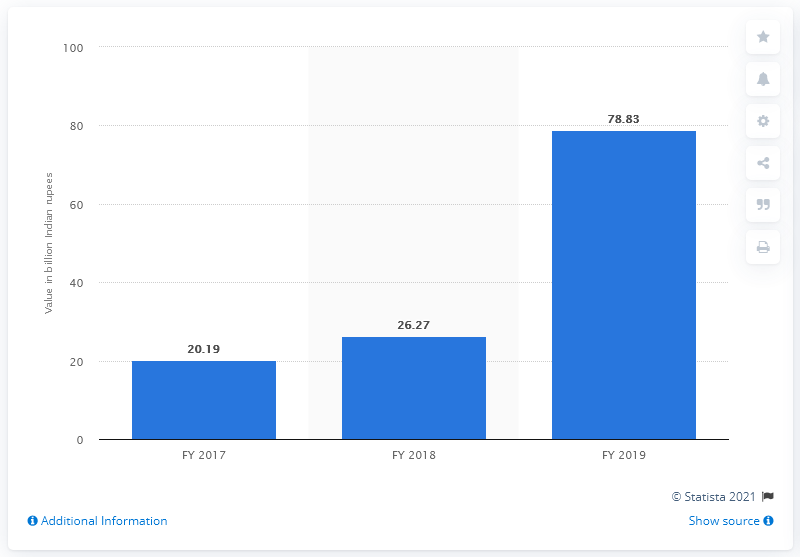 100
80
60
40
20
0
Value in billion Indian rupees
20.19
26.27
78.83
FY 2017
FY 2018
FY 2019
© Statista 2021
Additional Information
Show source